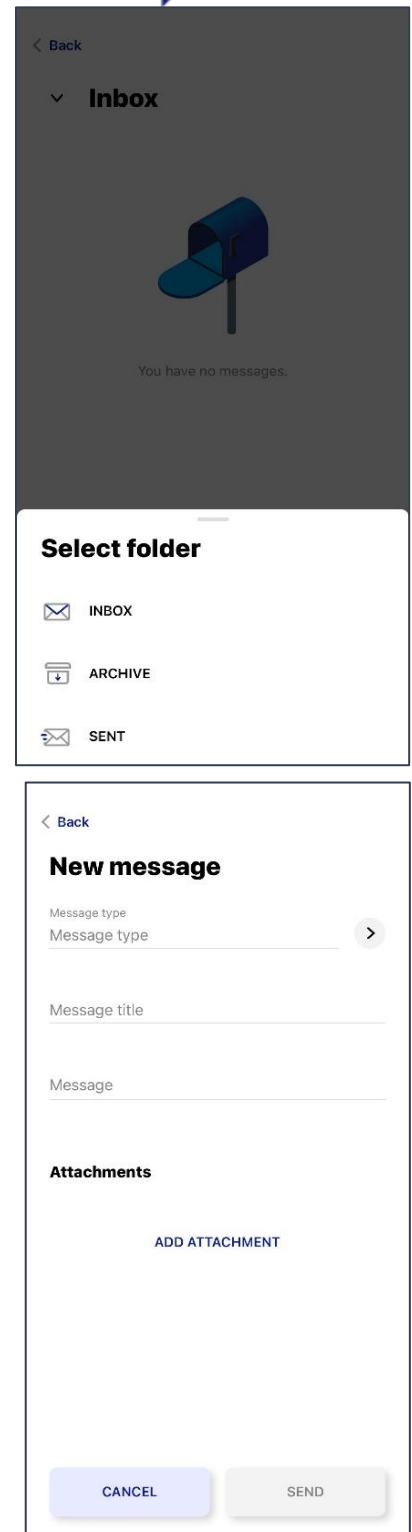 Back
Inbox
You have no messages.
Select folder
INBOX
ARCHIVE
SENT
Back
New message
Message type
Message type
Message title
Message
Attachments
ADD ATTACHMENT
CANCEL SEND